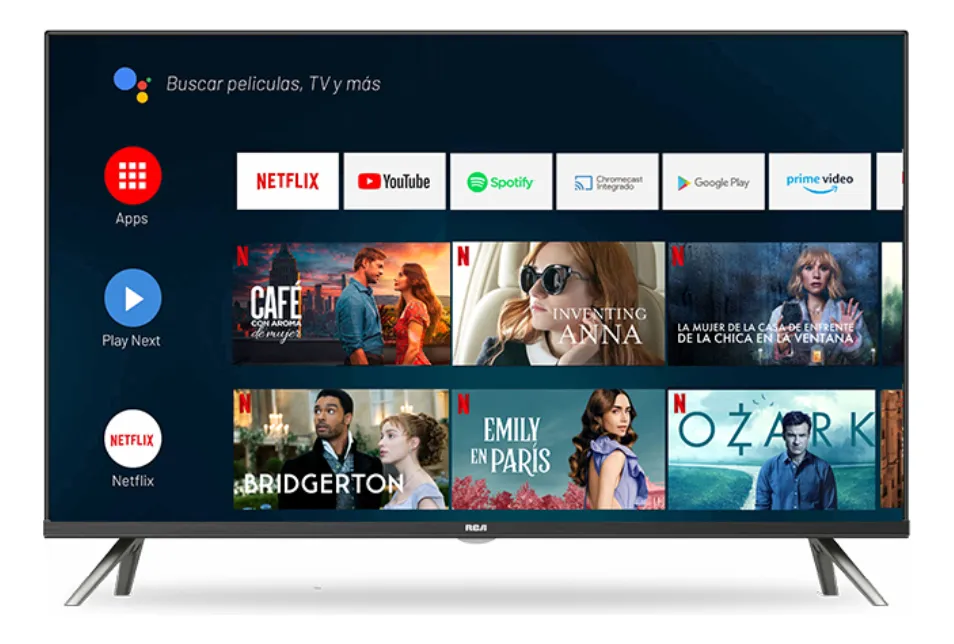 Buscar peliculas, TV y más
NETFLIX
YouTube
Spotify
Chromecast
Integrado
Google Play
prime video
Apps
Play Next
NETFLIX
Netflix
N
CAFÉ
CON AROMA
de mujer
N
INVENTING
ANNA
N
LA MUJER DE LA CASA DE ENFRENTE
DE LA CHICA EN LA VENTANA
N
BRIDGERTON
N
EMILY
EN PARÍS
N
OZARK
RCA